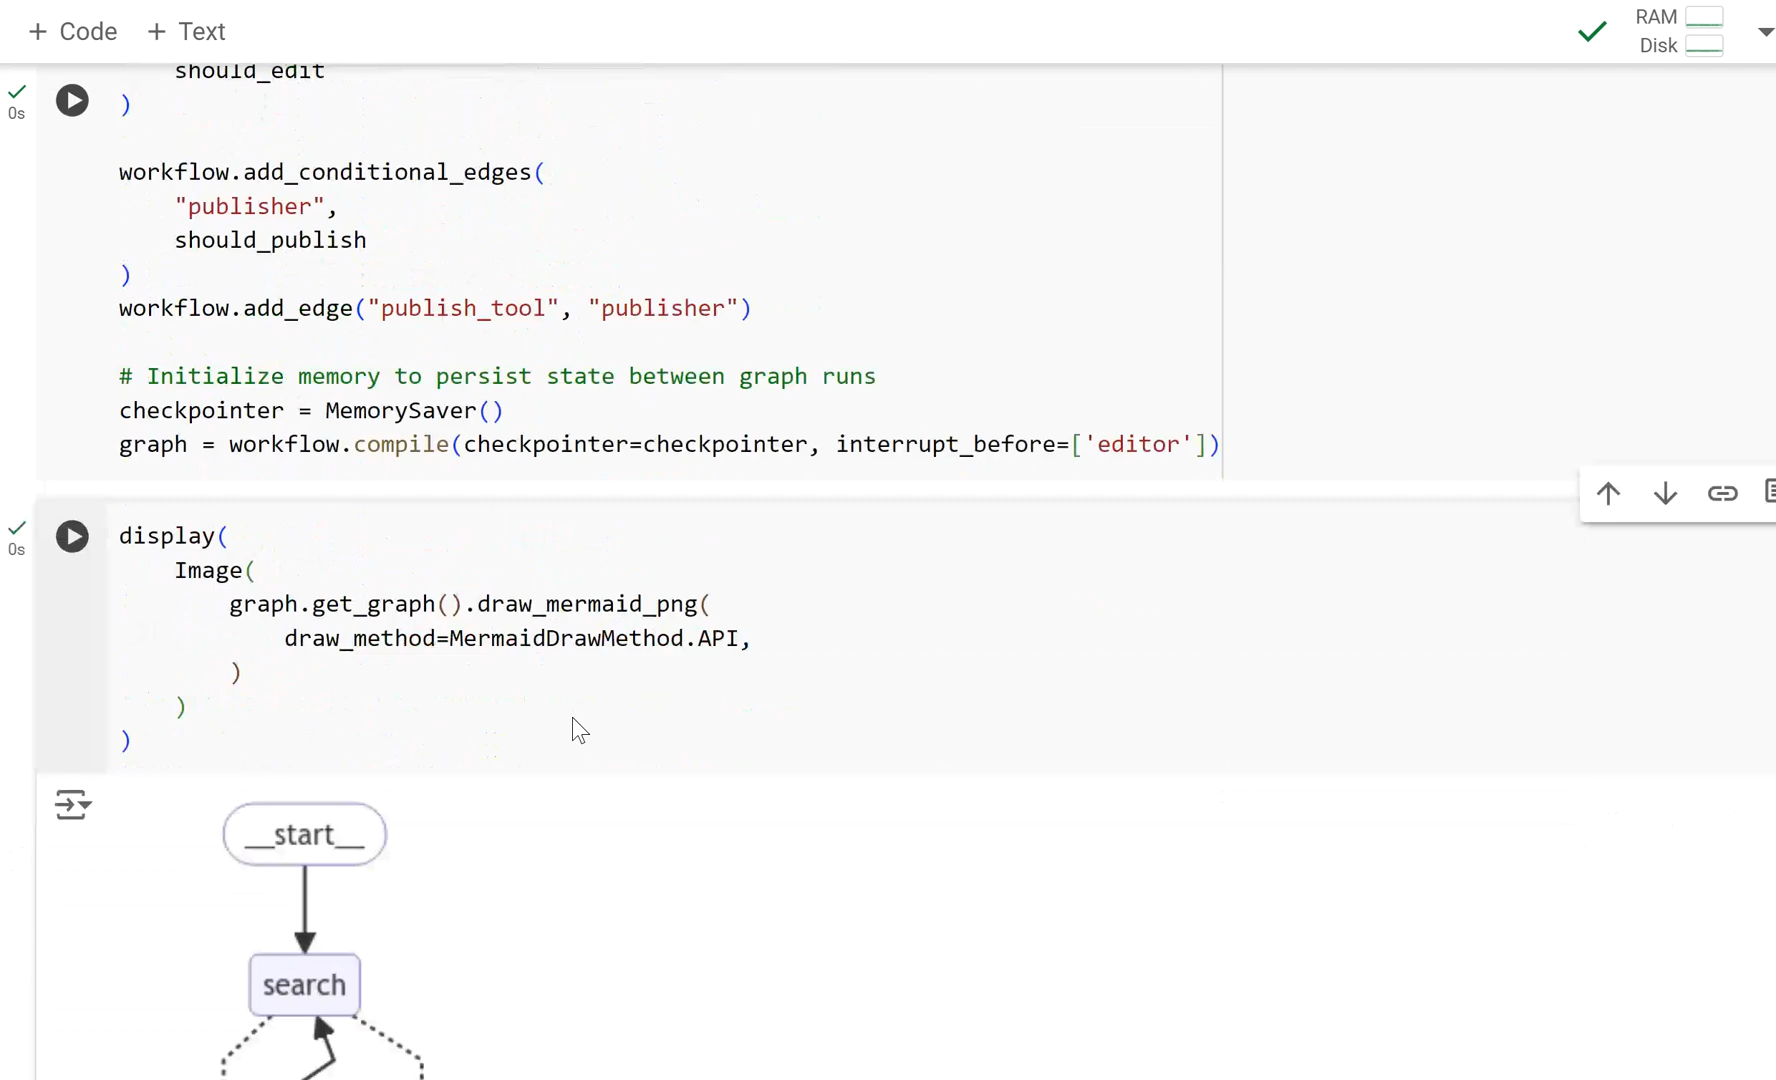 + Code + Text
RAM
Disk
should_edit
0s
)
workflow.add_conditional_edges(
"publisher",
should_publish
)
workflow.add_edge("publish_tool", "publisher")
# Initialize memory to persist state between graph runs
checkpointer = MemorySaver()
graph = workflow.compile(checkpointer=checkpointer, interrupt_before=['editor'])
0s
display(
Image(
graph.get_graph().draw_mermaid_png(
draw_method=MermaidDrawMethod.API,
)
)
)
__start__
search